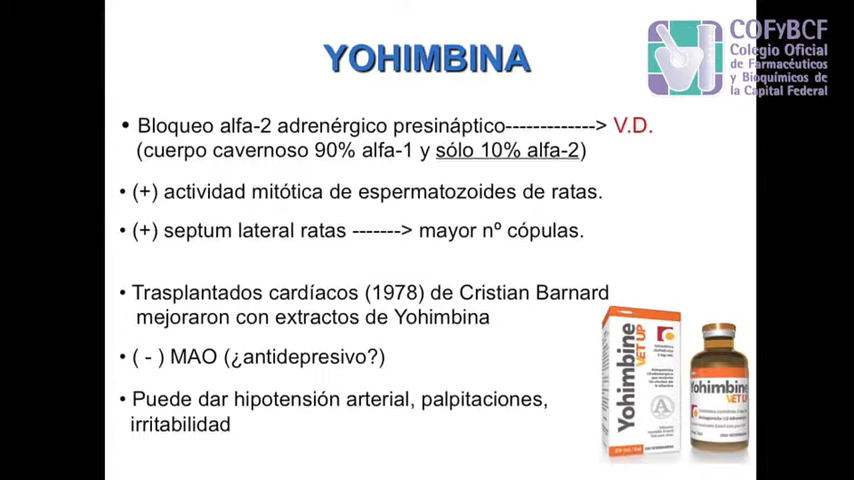 COFyBCF
Colegio Oficial
de Farmacéuticos
y Bioquímicos de
la Capital Federal
YOHIMBINA
• Bloqueo alfa-2 adrenérgico presináptico-------------> V.D.
(cuerpo cavernoso 90% alfa-1 y sólo 10% alfa-2)
• (+) actividad mitótica de espermatozoides de ratas.
• (+) septum lateral ratas -------> mayor nº cópulas.
• Trasplantados cardíacos (1978) de Cristian Barnard
mejoraron con extractos de Yohimbina
• ( - ) MAO (¿antidepresivo?)
• Puede dar hipotensión arterial, palpitaciones,
irritabilidad
Yohimbine
VET UP
Yohimbine
VET UP